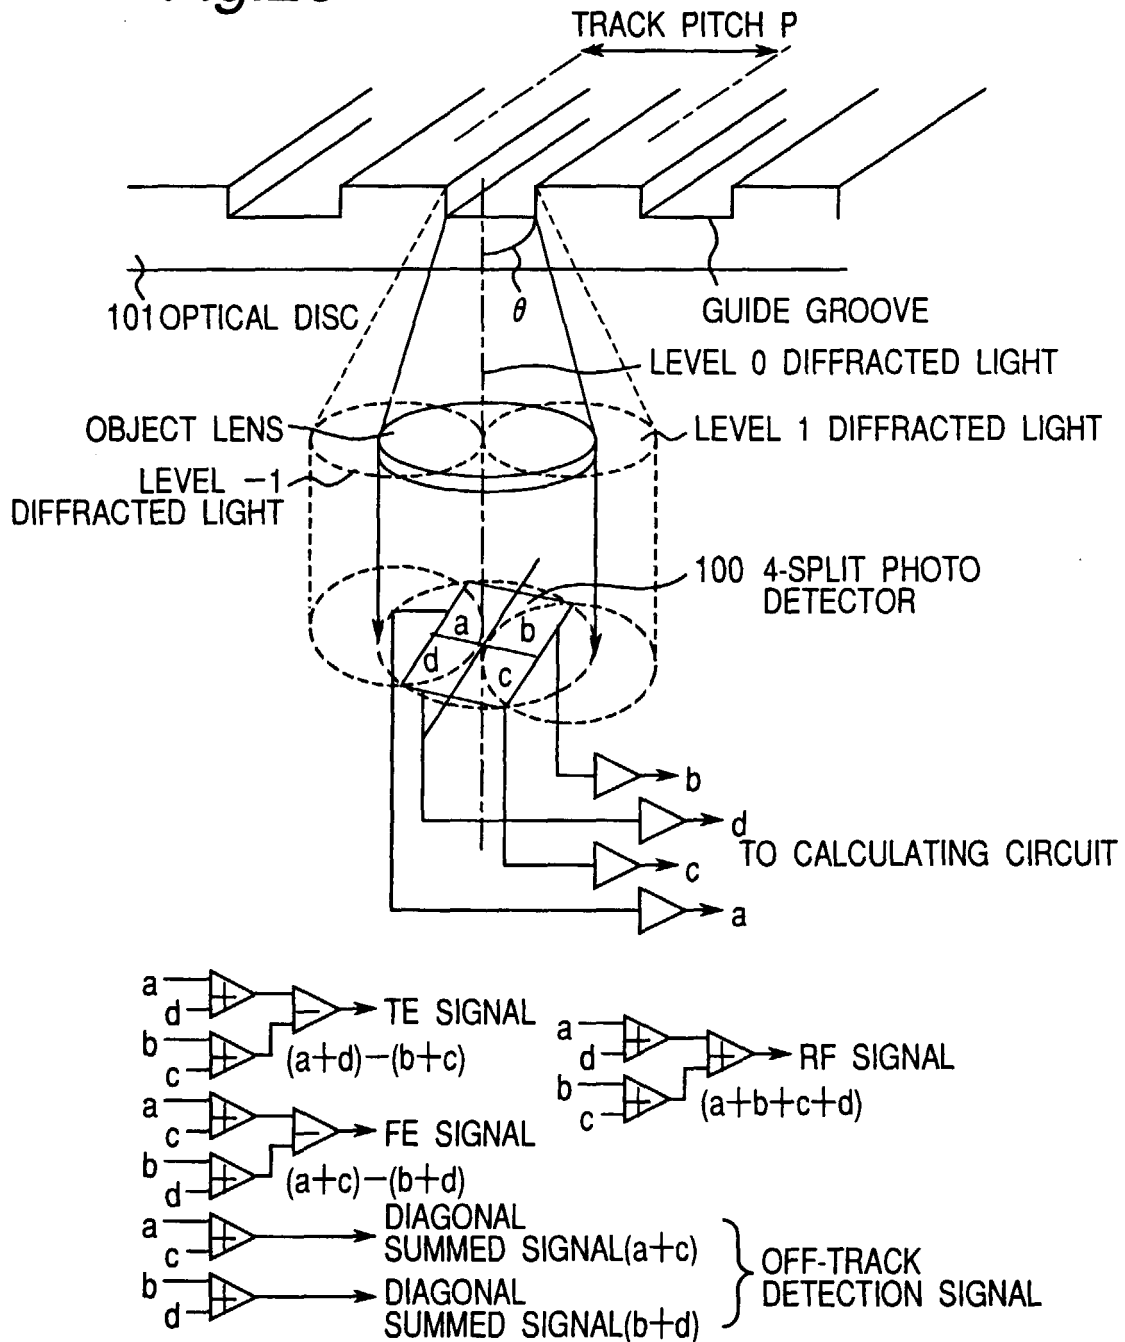 TRACK PITCH P
101 OPTICAL DISC
θ
GUIDE GROOVE
LEVEL 0 DIFFRACTED LIGHT
OBJECT LENS
LEVEL 1 DIFFRACTED LIGHT
LEVEL -1
DIFFRACTED LIGHT
100 4-SPLIT PHOTO
DETECTOR
a
b
d
c
b
d
TO CALCULATING CIRCUIT
c
a
a
d
TE SIGNAL
b
c
(a+d)-(b+c)
a
d
RF SIGNAL
b
c
(a+b+c+d)
a
c
FE SIGNAL
b
d
(a+c)-(b+d)
a
c
DIAGONAL
SUMMED SIGNAL(a+c)
b
d
DIAGONAL
SUMMED SIGNAL(b+d)
OFF-TRACK
DETECTION SIGNAL